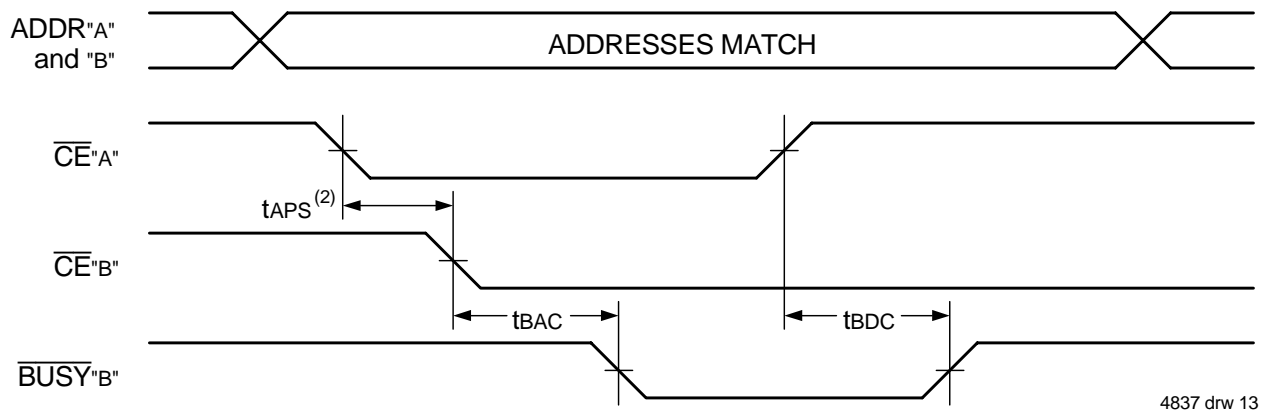 ADDR"A"
and "B"
ADDRESSES MATCH
CE"A"
tAPS(2)
CE"B"
tBAC
tBDC
BUSY"B"
4837 drw 13